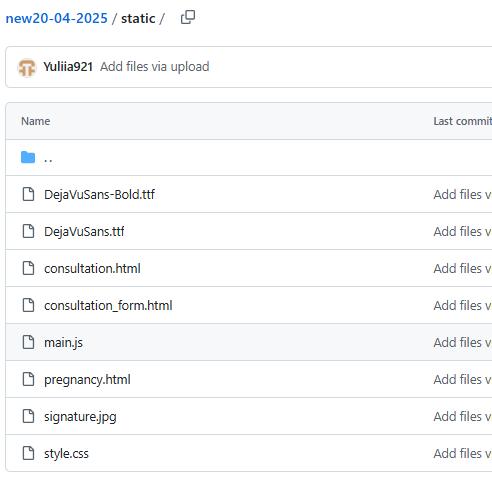 new20-04-2025 / static /
Yuliia921 Add files via upload
Name Last commit
..
DejaVuSans-Bold.ttf Add files v
DejaVuSans.ttf Add files v
consultation.html Add files v
consultation_form.html Add files v
main.js Add files v
pregnancy.html Add files v
signature.jpg Add files v
style.css Add files v